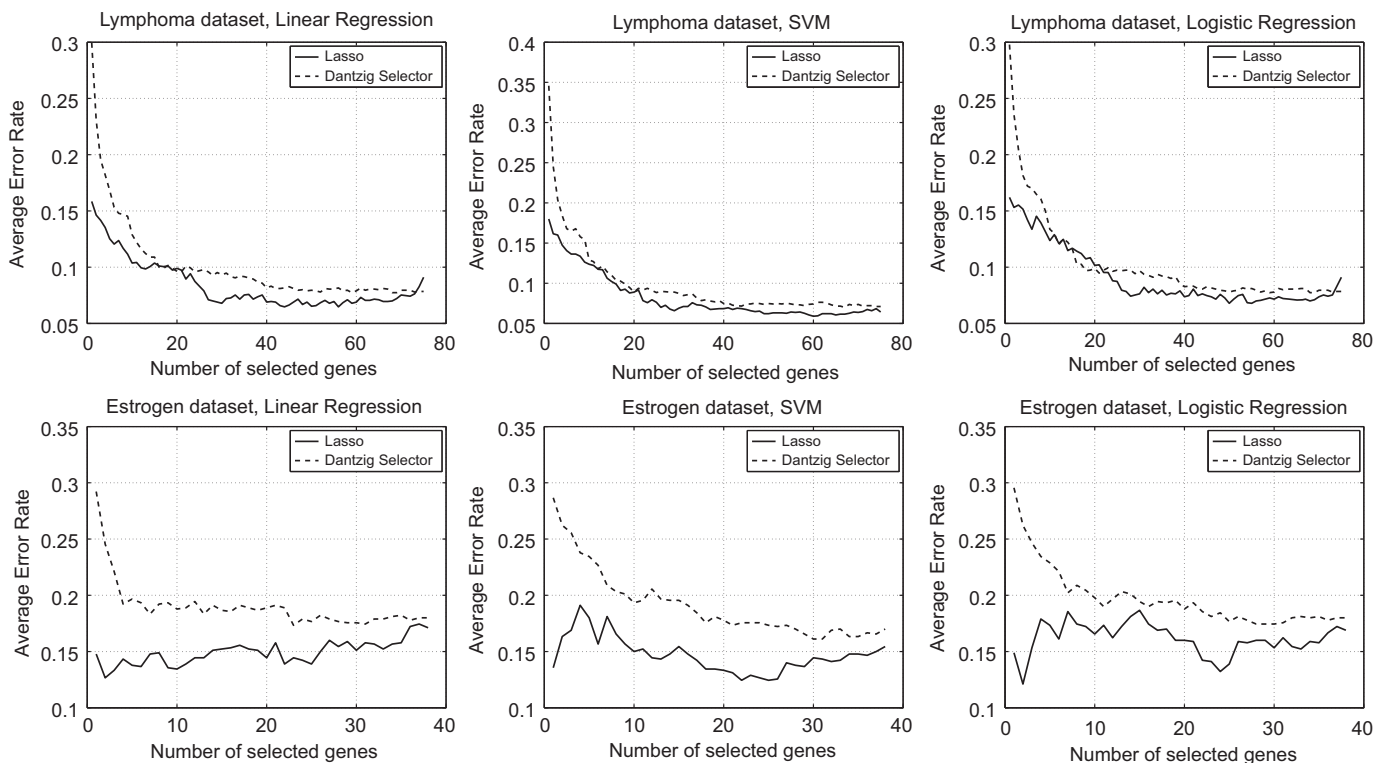 Lymphoma dataset, Linear Regression
0.3
0.25
0.2
0.15
0.1
0.05
0
20
40
60
80
Average Error Rate
Number of selected genes
Lasso
Dantzig Selector
Lymphoma dataset, SVM
0.4
0.35
0.3
0.25
0.2
0.15
0.1
0.05
0
20
40
60
80
Average Error Rate
Number of selected genes
Lasso
Dantzig Selector
Lymphoma dataset, Logistic Regression
0.3
0.25
0.2
0.15
0.1
0.05
0
20
40
60
80
Average Error Rate
Number of selected genes
Lasso
Dantzig Selector
Estrogen dataset, Linear Regression
0.35
0.3
0.25
0.2
0.15
0.1
0
10
20
30
40
Average Error Rate
Number of selected genes
Lasso
Dantzig Selector
Estrogen dataset, SVM
0.35
0.3
0.25
0.2
0.15
0.1
0
10
20
30
40
Average Error Rate
Number of selected genes
Lasso
Dantzig Selector
Estrogen dataset, Logistic Regression
0.35
0.3
0.25
0.2
0.15
0.1
0
10
20
30
40
Average Error Rate
Number of selected genes
Lasso
Dantzig Selector